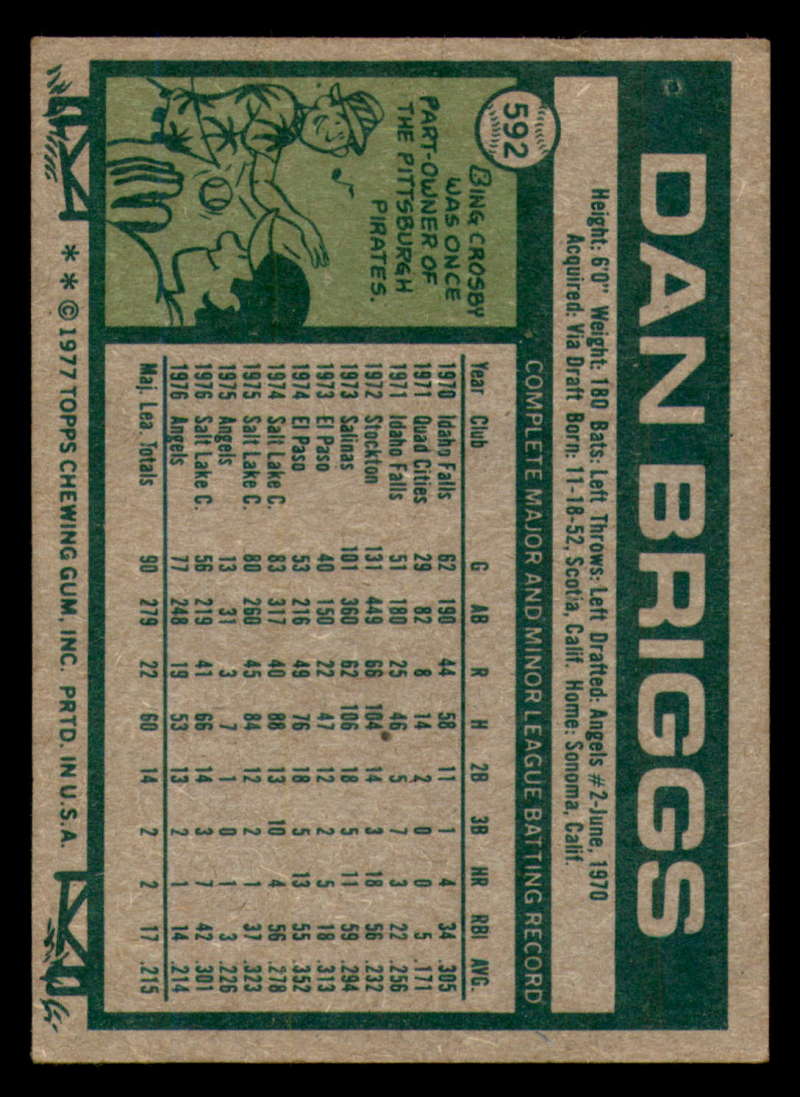 592
DAN BRIGGS
Height: 6'0" Weight: 180 Bats: Left Throws: Left Drafted: Angels #2-June, 1970
Acquired: Via Draft Born: 11-18-52, Scotia, Calif. Home: Sonoma, Calif.
BING CROSBY
WAS ONCE
PART-OWNER OF
THE PITTSBURGH
PIRATES.
COMPLETE MAJOR AND MINOR LEAGUE BATTING RECORD
Year Club G AB R H 2B 3B HR RBI AVG.
1970 Idaho Falls 62 190 44 58 11 1 4 34 .305
1971 Quad Cities 29 82 8 14 2 0 0 5 .171
1971 Idaho Falls 51 180 25 46 5 7 3 22 .256
1972 Stockton 131 449 66 104 14 3 18 56 .232
1973 Salinas 101 360 62 106 18 5 11 59 .294
1973 El Paso 40 150 22 47 12 2 5 18 .313
1974 El Paso 53 216 49 76 18 5 13 55 .352
1974 Salt Lake C. 83 317 40 88 13 10 4 56 .278
1975 Salt Lake C. 80 260 45 84 12 2 1 37 .323
1975 Angels 13 31 3 7 1 0 1 3 .226
1976 Salt Lake C. 56 219 41 66 14 3 7 42 .301
1976 Angels 77 248 19 53 13 2 1 14 .214
Maj. Lea. Totals 90 279 22 60 14 2 2 17 .215
* * © 1977 TOPPS CHEWING GUM, INC. PRTD. IN U.S.A.